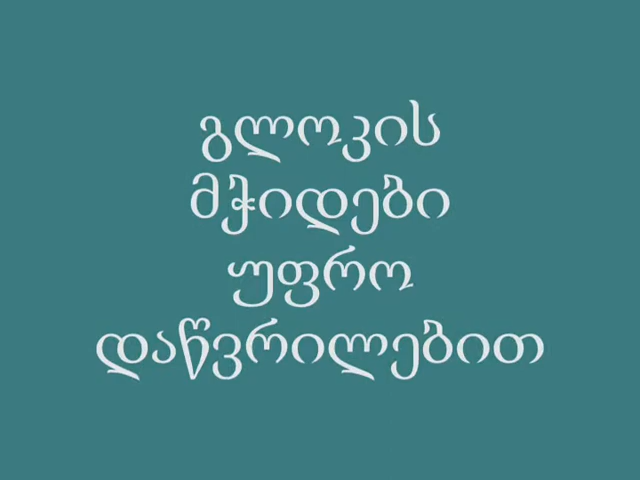 გლოკის
მჭიდები
უფრო
დაწვრილებით